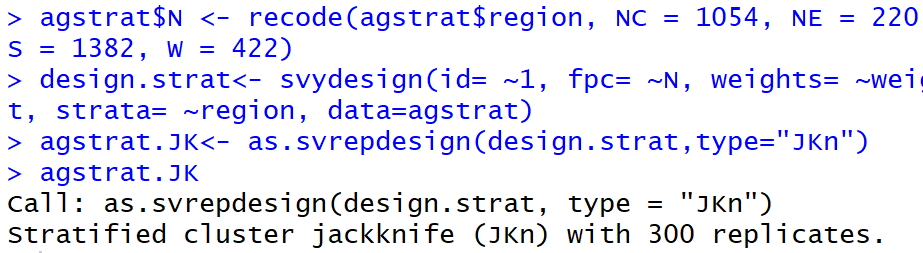 > agstrat$N <- recode(agstrat$region, NC = 1054, NE = 220
S = 1382, W = 422)
> design.strat<- svydesign(id= ~1, fpc= ~N, weights= ~weig
t, strata= ~region, data=agstrat)
> agstrat.JK<- as.svrepdesign(design.strat,type="JKn")
> agstrat.JK
Call: as.svrepdesign(design.strat, type = "JKn")
Stratified cluster jackknife (JKn) with 300 replicates.